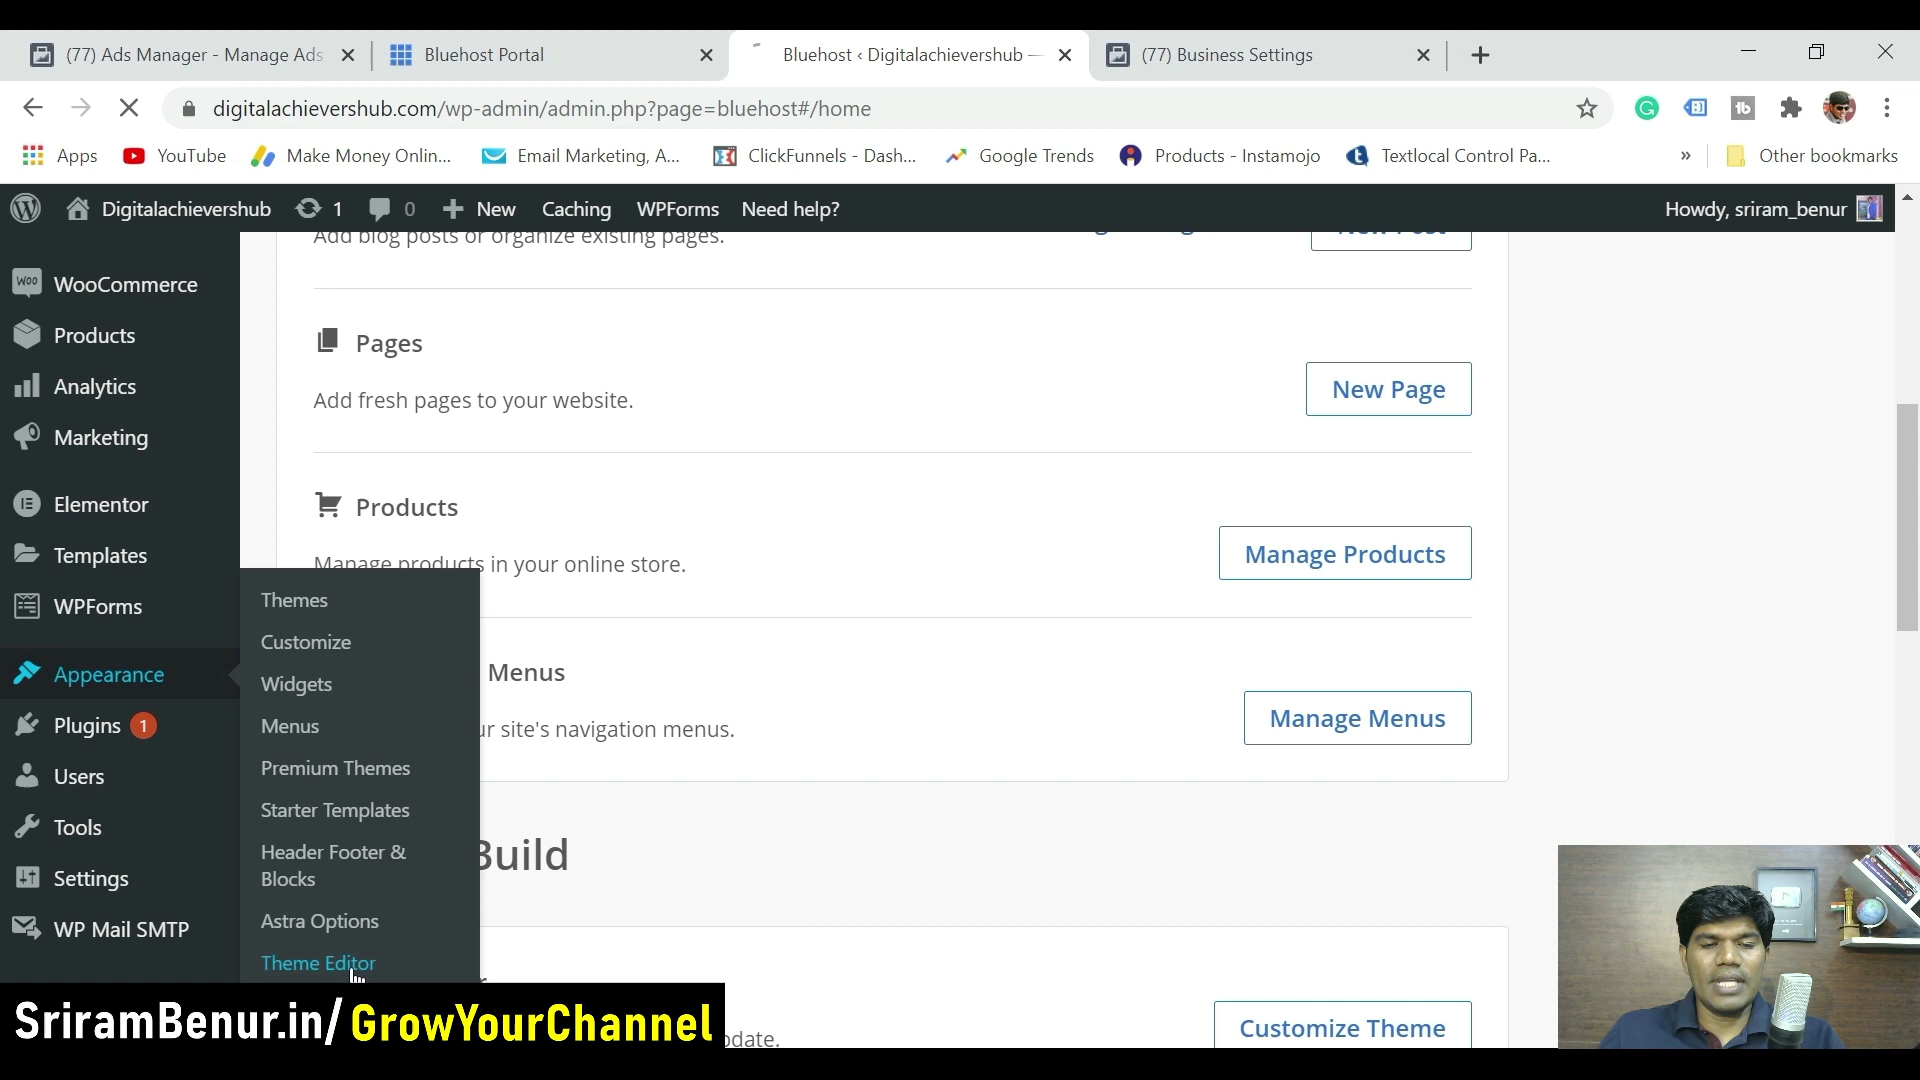 (77) Ads Manager - Manage Ads
Bluehost Portal
Bluehost ‹ Digitalachievershub —
(77) Business Settings
digitalachievershub.com/wp-admin/admin.php?page=bluehost#/home
Apps
YouTube
Make Money Onlin...
Email Marketing, A...
ClickFunnels - Dash...
Google Trends
Products - Instamojo
Textlocal Control Pa...
»
Other bookmarks
Digitalachievershub
1
0
New
Caching
WPForms
Need help?
Howdy, sriram_benur
WooCommerce
Products
Analytics
Marketing
Elementor
Templates
WPForms
Appearance
Plugins 1
Users
Tools
Settings
WP Mail SMTP
Themes
Customize
Widgets
Menus
Premium Themes
Starter Templates
Header Footer &
Blocks
Astra Options
Theme Editor
Add blog posts or organize existing pages.
New Post
Pages
Add fresh pages to your website.
New Page
Products
Manage products in your online store.
Manage Products
Menus
site's navigation menus.
Manage Menus
Build
Customize Theme
SriramBenur.in/GrowYourChannel